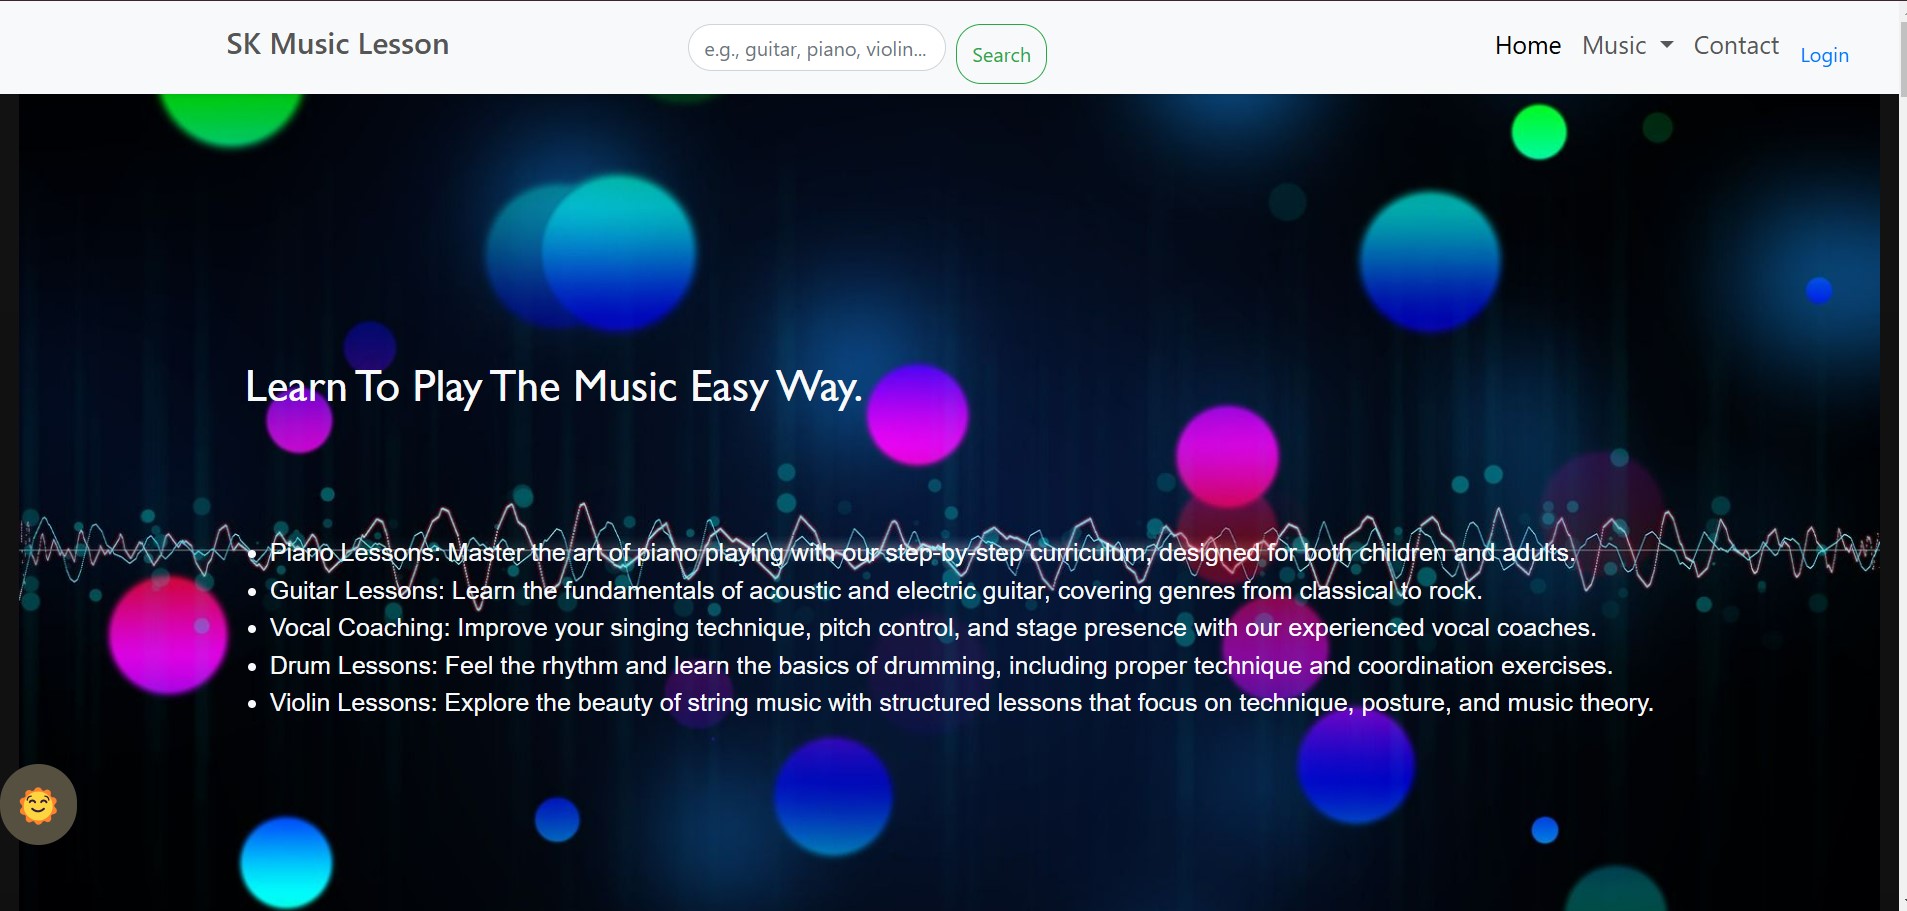 SK Music Lesson
e.g., guitar, piano, violin...
Search
Home
Music
Contact
Login
Learn To Play The Music Easy Way.
• Piano Lessons: Master the art of piano playing with our step-by-step curriculum, designed for both children and adults.
• Guitar Lessons: Learn the fundamentals of acoustic and electric guitar, covering genres from classical to rock.
• Vocal Coaching: Improve your singing technique, pitch control, and stage presence with our experienced vocal coaches.
• Drum Lessons: Feel the rhythm and learn the basics of drumming, including proper technique and coordination exercises.
• Violin Lessons: Explore the beauty of string music with structured lessons that focus on technique, posture, and music theory.